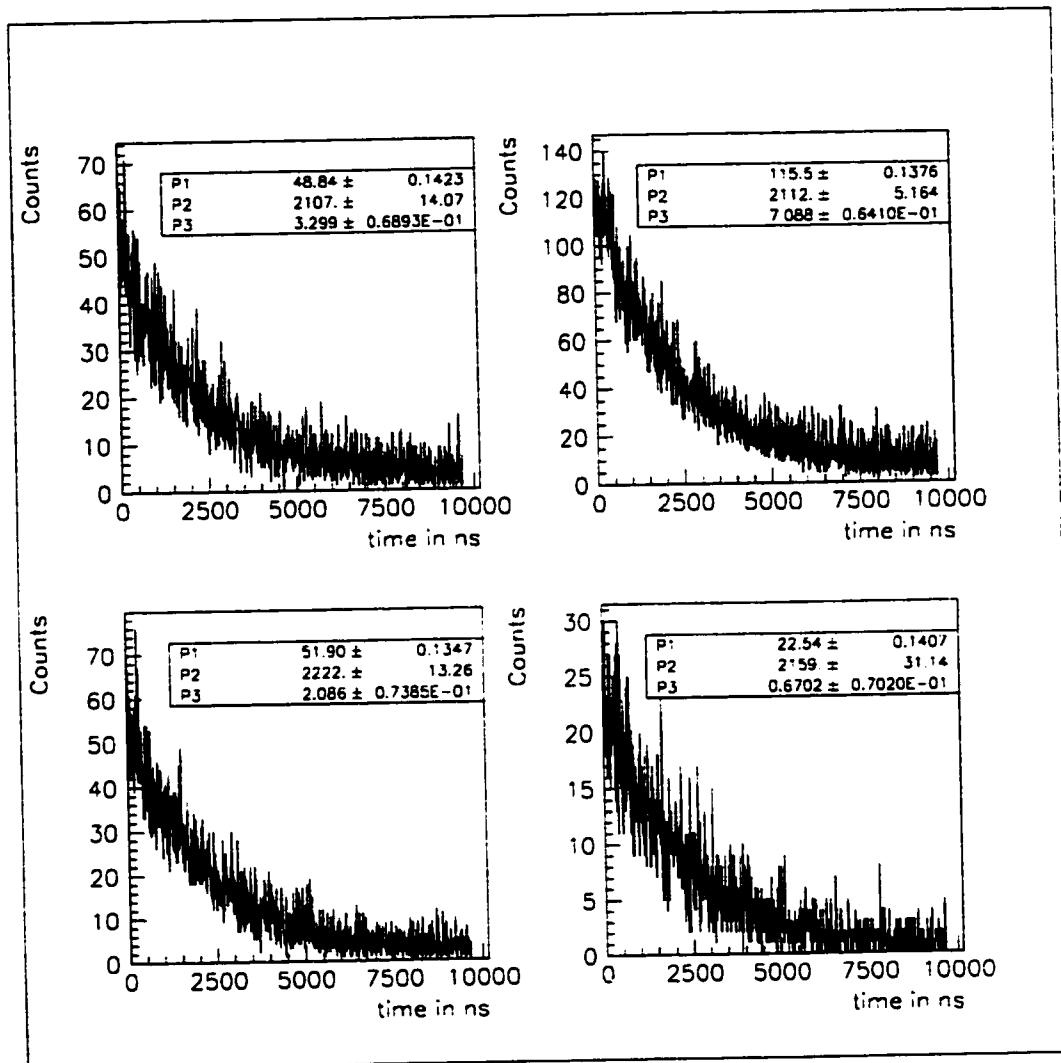 Counts
70
60
50
40
30
20
10
0
P1 48.84 ± 0.1423
P2 2107. ± 14.07
P3 3.299 ± 0.6893E-01
0 2500 5000 7500 10000
time in ns
Counts
140
120
100
80
60
40
20
0
P1 115.5 ± 0.1376
P2 2112. ± 5.164
P3 7.088 ± 0.6410E-01
0 2500 5000 7500 10000
time in ns
Counts
70
60
50
40
30
20
10
0
P1 51.90 ± 0.1347
P2 2222. ± 13.26
P3 2.086 ± 0.7385E-01
0 2500 5000 7500 10000
time in ns
Counts
30
25
20
15
10
5
0
P1 22.54 ± 0.1407
P2 2159. ± 31.14
P3 0.6702 ± 0.7020E-01
0 2500 5000 7500 10000
time in ns